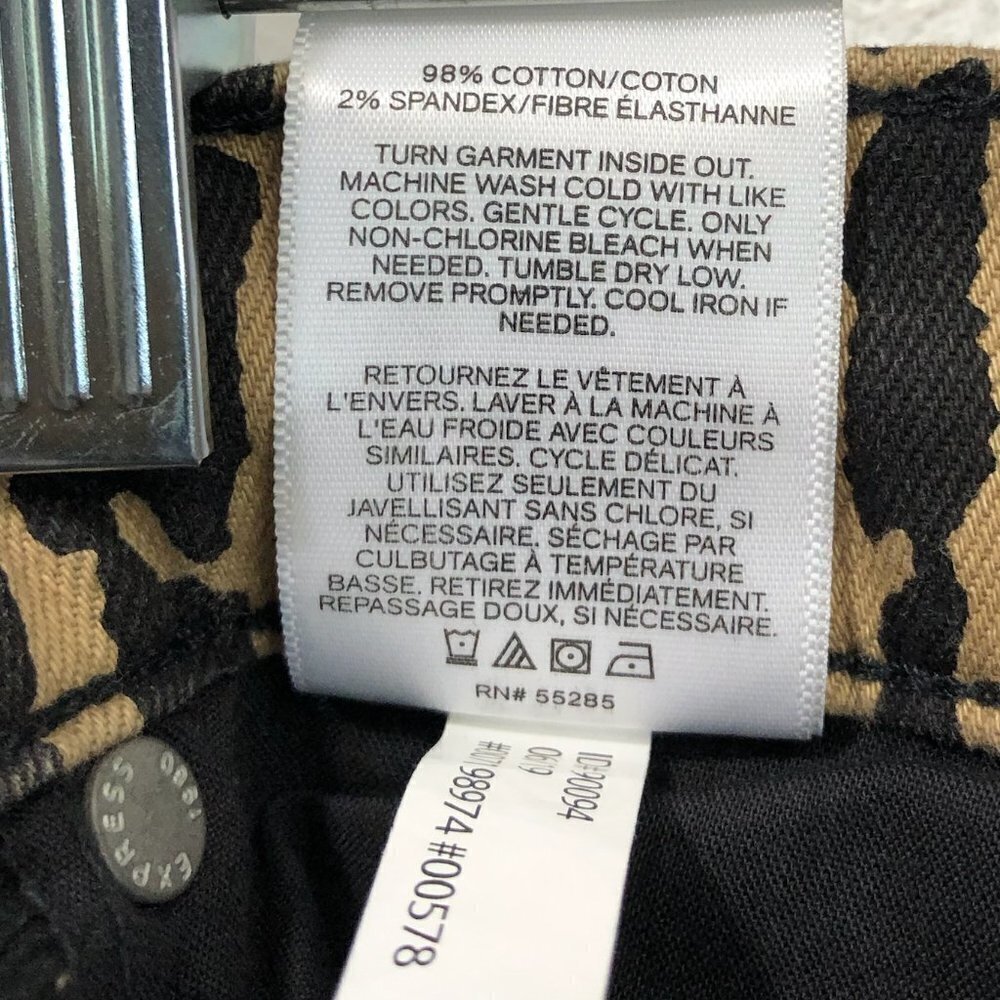 98% COTTON/COTON
2% SPANDEX/FIBRE ÉLASTHANNE
TURN GARMENT INSIDE OUT.
MACHINE WASH COLD WITH LIKE
COLORS. GENTLE CYCLE. ONLY
NON-CHLORINE BLEACH WHEN
NEEDED. TUMBLE DRY LOW.
REMOVE PROMPTLY. COOL IRON IF
NEEDED.
RETOURNEZ LE VÊTEMENT À
L'ENVERS. LAVER À LA MACHINE À
L'EAU FROIDE AVEC COULEURS
SIMILAIRES. CYCLE DÉLICAT.
UTILISEZ SEULEMENT DU
JAVELLISANT SANS CHLORE, SI
NÉCESSAIRE. SÉCHAGE PAR
CULBUTAGE À TEMPÉRATURE
BASSE. RETIREZ IMMÉDIATEMENT.
REPASSAGE DOUX, SI NÉCESSAIRE.
RN# 55285
ID#90094
06/19
98974#00578
EXPRESS
1980